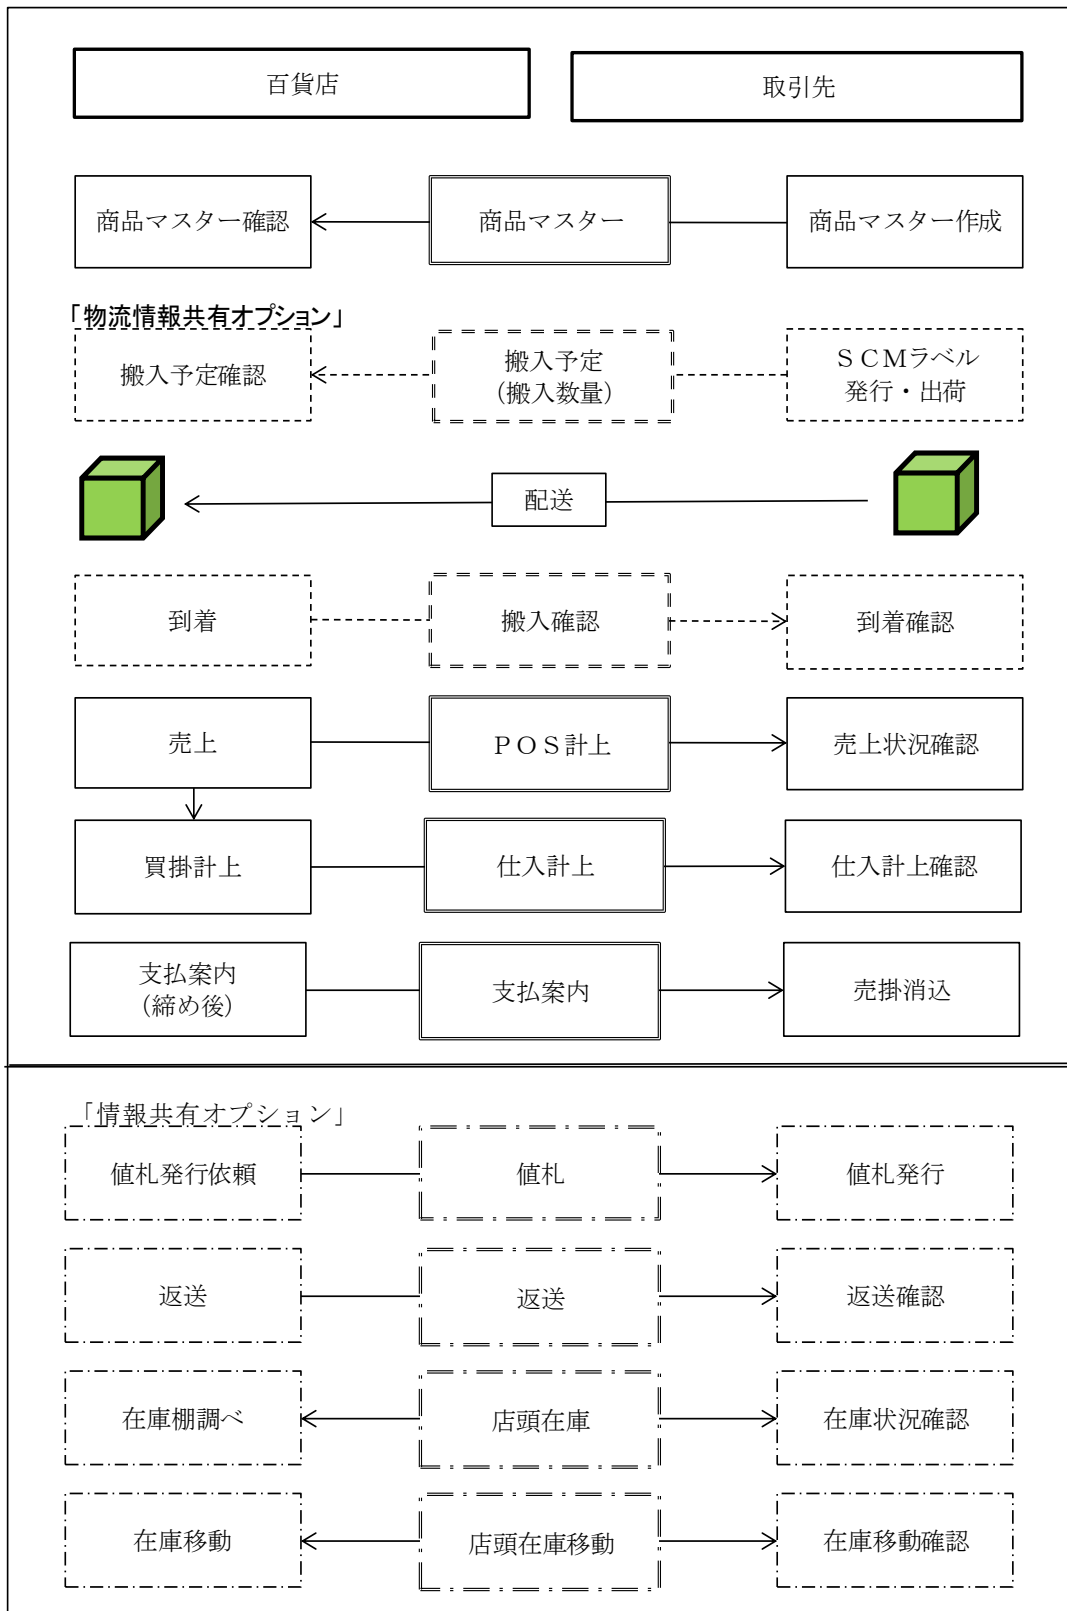 百貨店
取引先
商品マスター確認
商品マスター
商品マスター作成
「物流情報共有オプション」
搬入予定確認
搬入予定
（搬入数量）
ＳＣＭラベル
発行・出荷
配送
到着
搬入確認
到着確認
売上
ＰＯＳ計上
売上状況確認
買掛計上
仕入計上
仕入計上確認
支払案内
（締め後）
支払案内
売掛消込
「情報共有オプション」
値札発行依頼
値札
値札発行
返送
返送
返送確認
在庫棚調べ
店頭在庫
在庫状況確認
在庫移動
店頭在庫移動
在庫移動確認